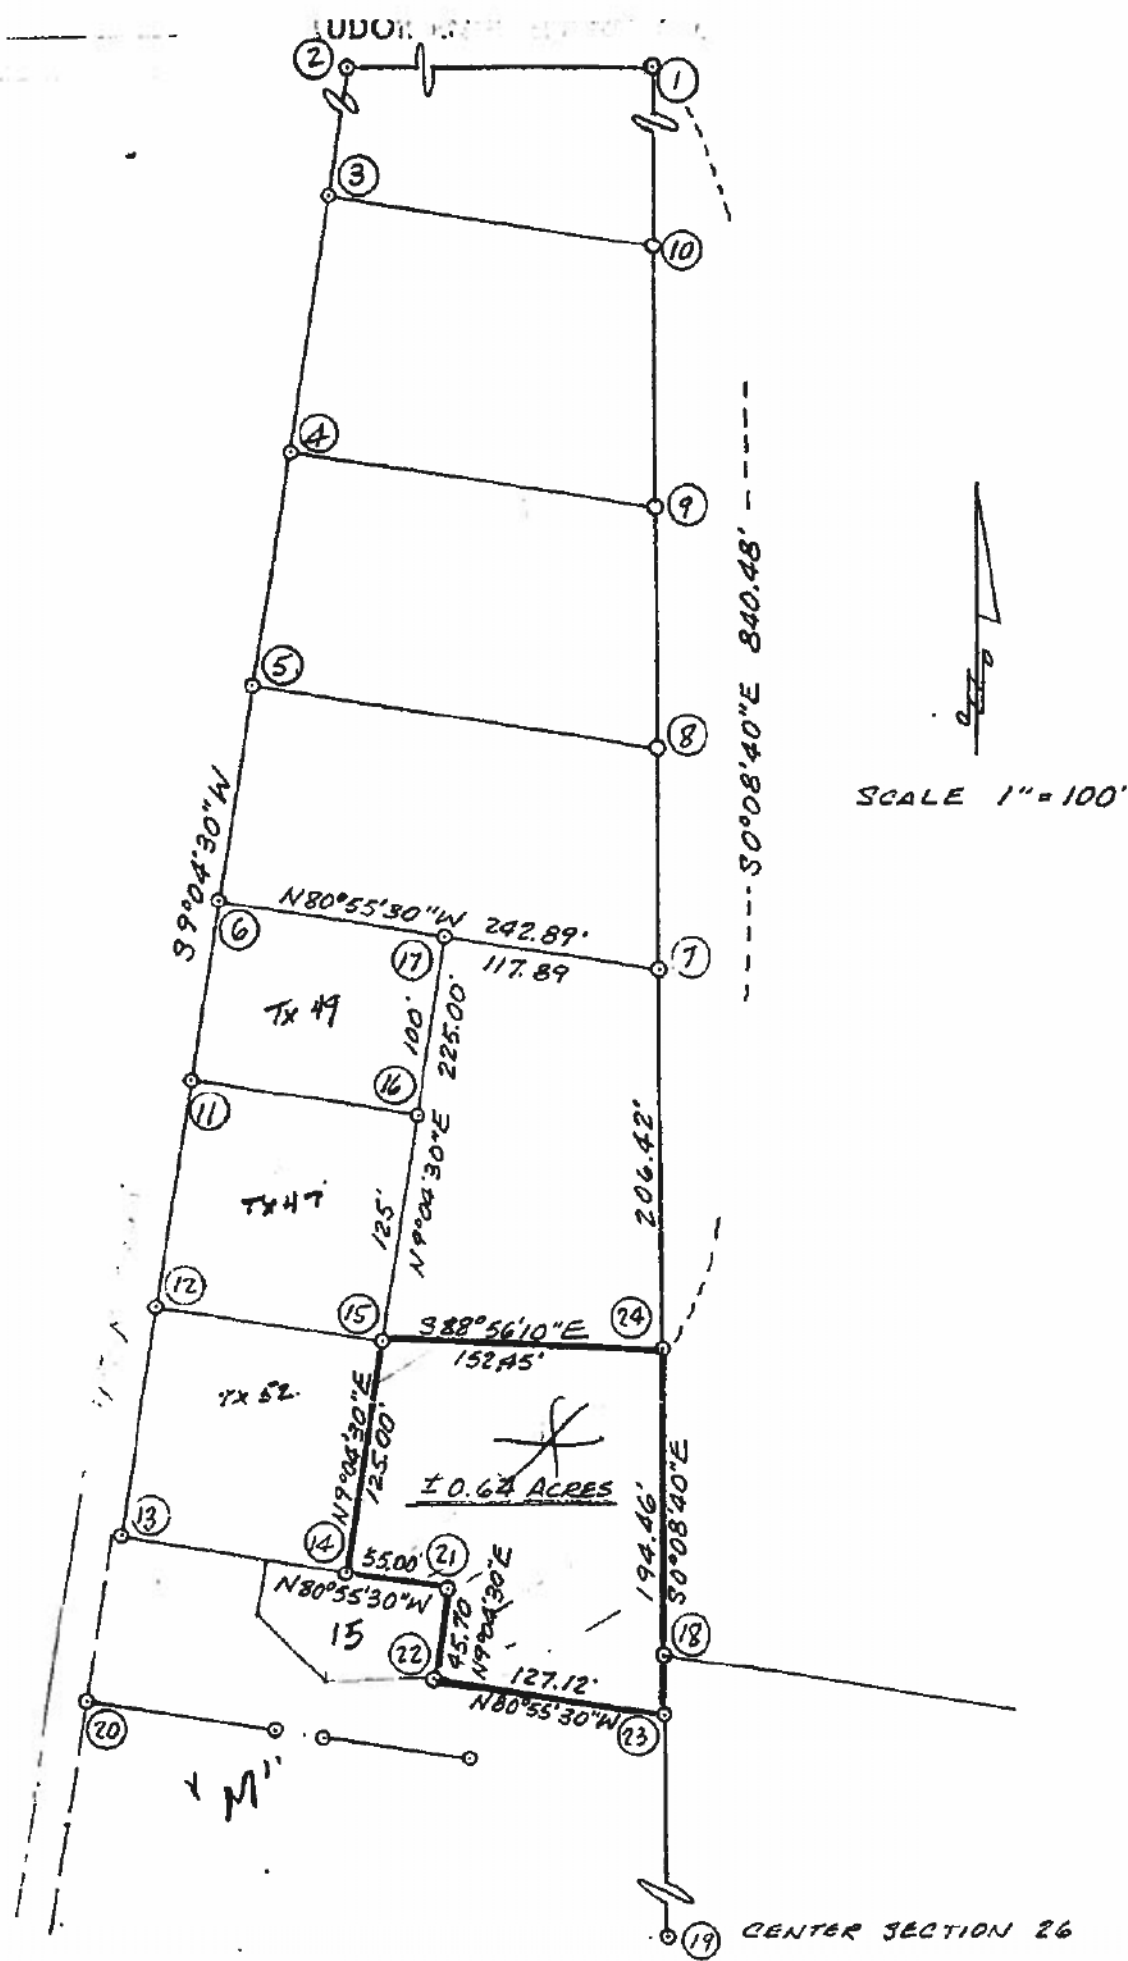 UDOR
2
1
3
10
4
9
S0°08'40"E 840.48'
5
8
SCALE 1"=100'
S9°04'30"W
N80°55'30"W 242.89'
6
17
117.89
7
TX 49
100'
225.00'
16
11
N9°04'30"E
206.42'
TX 47
125'
12
15
S88°56'10"E
24
152.45'
TX 52
N9°04'30"E
125.00'
±0.64 ACRES
194.46'
S0°08'40"E
13
14
55.00'
21
N80°55'30"W
15
45.70
N9°04'30"E
22
18
127.12'
N80°55'30"W
23
20
"M"
19
CENTER SECTION 26